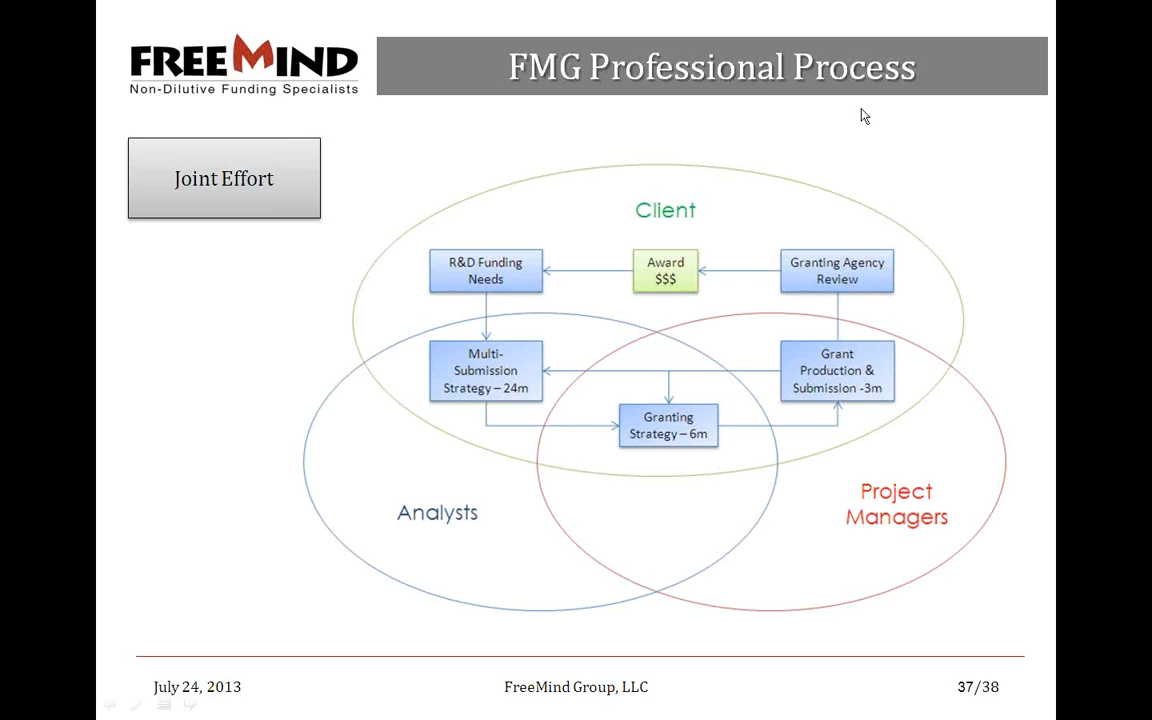 FREEMIND
Non-Dilutive Funding Specialists
FMG Professional Process
Joint Effort
Client
R&D Funding
Needs
Award
$$$
Granting Agency
Review
Multi-
Submission
Strategy – 24m
Grant
Production &
Submission -3m
Granting
Strategy – 6m
Analysts
Project
Managers
July 24, 2013
FreeMind Group, LLC
37/38